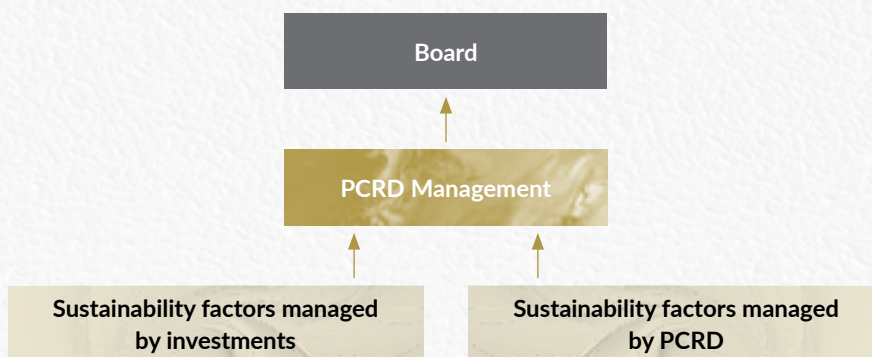 Board
PCRD Management
Sustainability factors managed
by investments
Sustainability factors managed
by PCRD